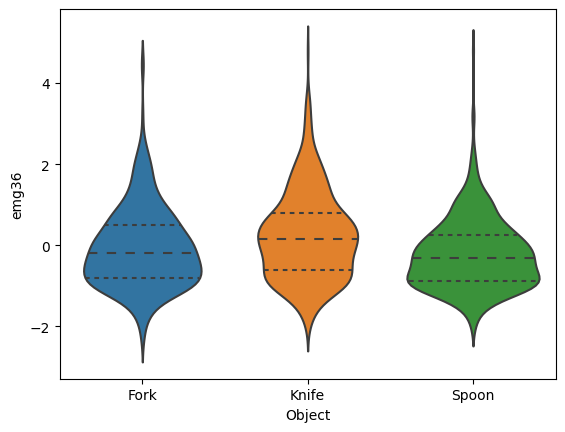 4
2
0
−2
emg36
Fork
Knife
Spoon
Object